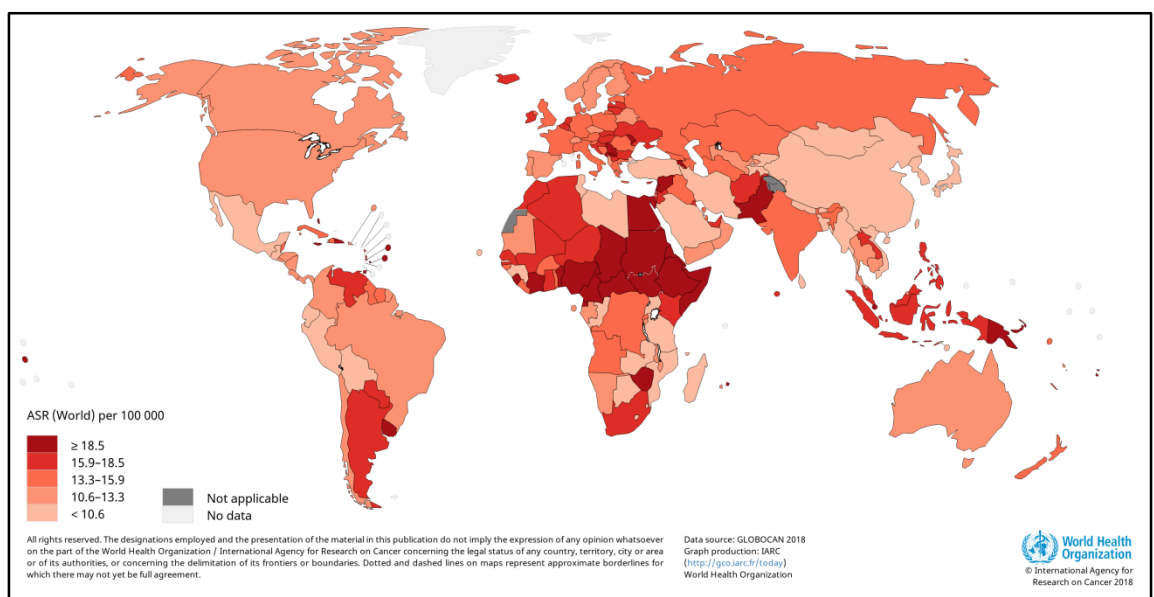 ASR (World) per 100 000
≥ 18.5
15.9–18.5
13.3–15.9
10.6–13.3
< 10.6
Not applicable
No data
All rights reserved. The designations employed and the presentation of the material in this publication do not imply the expression of any opinion whatsoever
on the part of the World Health Organization / International Agency for Research on Cancer concerning the legal status of any country, territory, city or area
or of its authorities, or concerning the delimitation of its frontiers or boundaries. Dotted and dashed lines on maps represent approximate borderlines for
which there may not yet be full agreement.
Data source: GLOBOCAN 2018
Graph production: IARC
(http://gco.iarc.fr/today)
World Health Organization
World Health
Organization
© International Agency for
Research on Cancer 2018